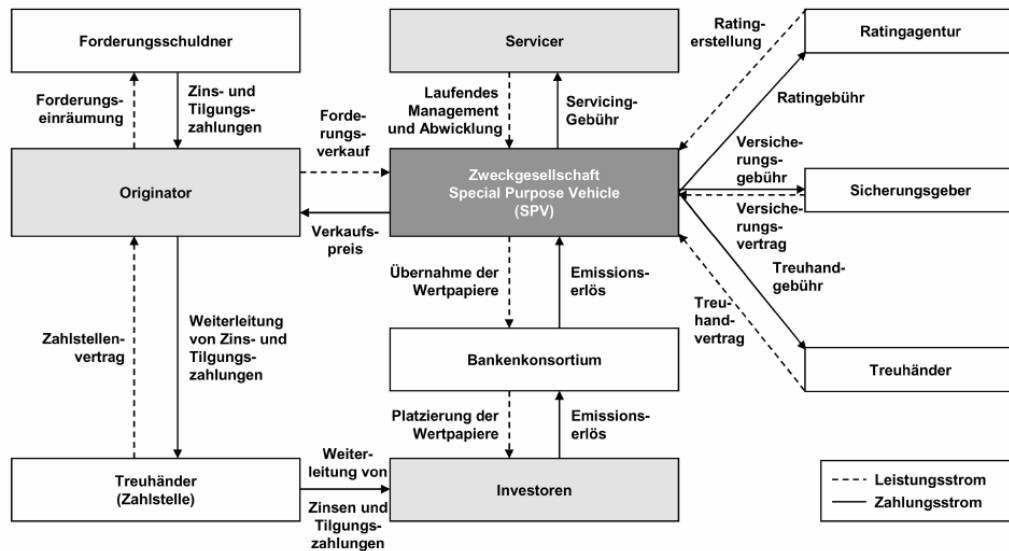 Forderungsschuldner
Servicer
Rating-
erstellung
Ratingagentur
Forderungs-
einräumung
Zins- und
Tilgungs-
zahlungen
Forde-
rungs-
verkauf
Laufendes
Management
und Abwicklung
Servicing-
Gebühr
Ratingebühr
Originator
Zweckgesellschaft
Special Purpose Vehicle
(SPV)
Versiche-
rungs-
gebühr
Sicherungsgeber
Versiche-
rungs-
vertrag
Verkaufs-
preis
Übernahme der
Wertpapiere
Emissions-
erlös
Treuhand-
gebühr
Treu-
hand-
vertrag
Zahlstellen-
vertrag
Weiterleitung
von Zins- und
Tilgungs-
zahlungen
Bankenkonsortium
Treuhänder
Platzierung der
Wertpapiere
Emissions-
erlös
Treuhänder
(Zahlstelle)
Weiter-
leitung von
Zinsen und
Tilgungs-
zahlungen
Investoren
Leistungsstrom
Zahlungsstrom